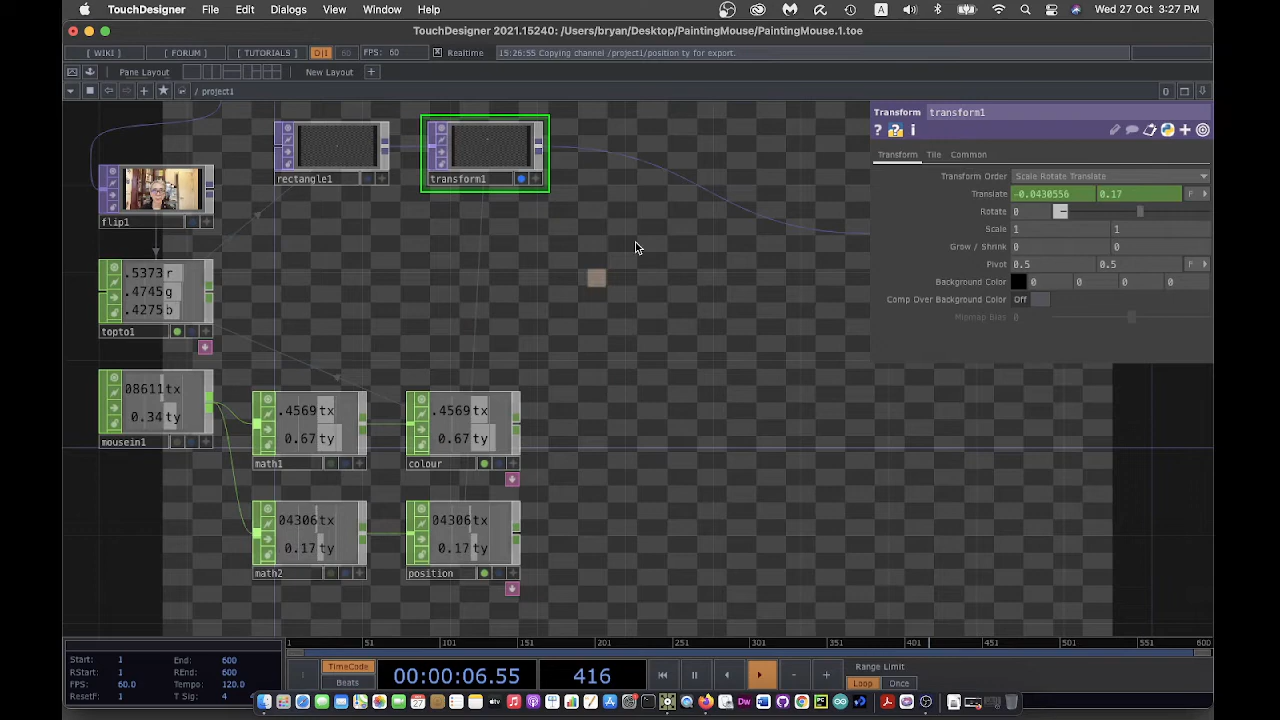 TouchDesigner File Edit Dialogs View Window Help A Wed 27 Oct 3:27 PM
TouchDesigner 2021.15240: /Users/bryan/Desktop/PaintingMouse/PaintingMouse.1.toe
[ WIKI ] [ FORUM ] [ TUTORIALS ] O|I 60 FPS: 60 Realtime 15:26:55 Copying channel /project1/position ty for export.
Pane Layout New Layout +
/ project1
Transform transform1
? ? i
Transform Tile Common
Transform Order Scale Rotate Translate
Translate -0.0430556 0.17 F
Rotate 0
Scale 1 1
Grow / Shrink 0 0
Pivot 0.5 0.5 F
Background Color 0 0 0 0
Comp Over Background Color Off
Mipmap Bias 0
rectangle1 transform1
flip1
.5373 r
.4745 g
.4275 b
topto1
08611 tx
0.34 ty
mousein1
.4569 tx
0.67 ty
math1
.4569 tx
0.67 ty
colour
04306 tx
0.17 ty
math2
04306 tx
0.17 ty
position
1 51 101 151 201 251 301 351 401 451 501 551 600
Start: 1 End: 600
RStart: 1 REnd: 600
FPS: 60.0 Tempo: 120.0
ResetF: 1 T Sig: 4
TimeCode
Beats
00:00:06.55 416
Range Limit
Loop Once